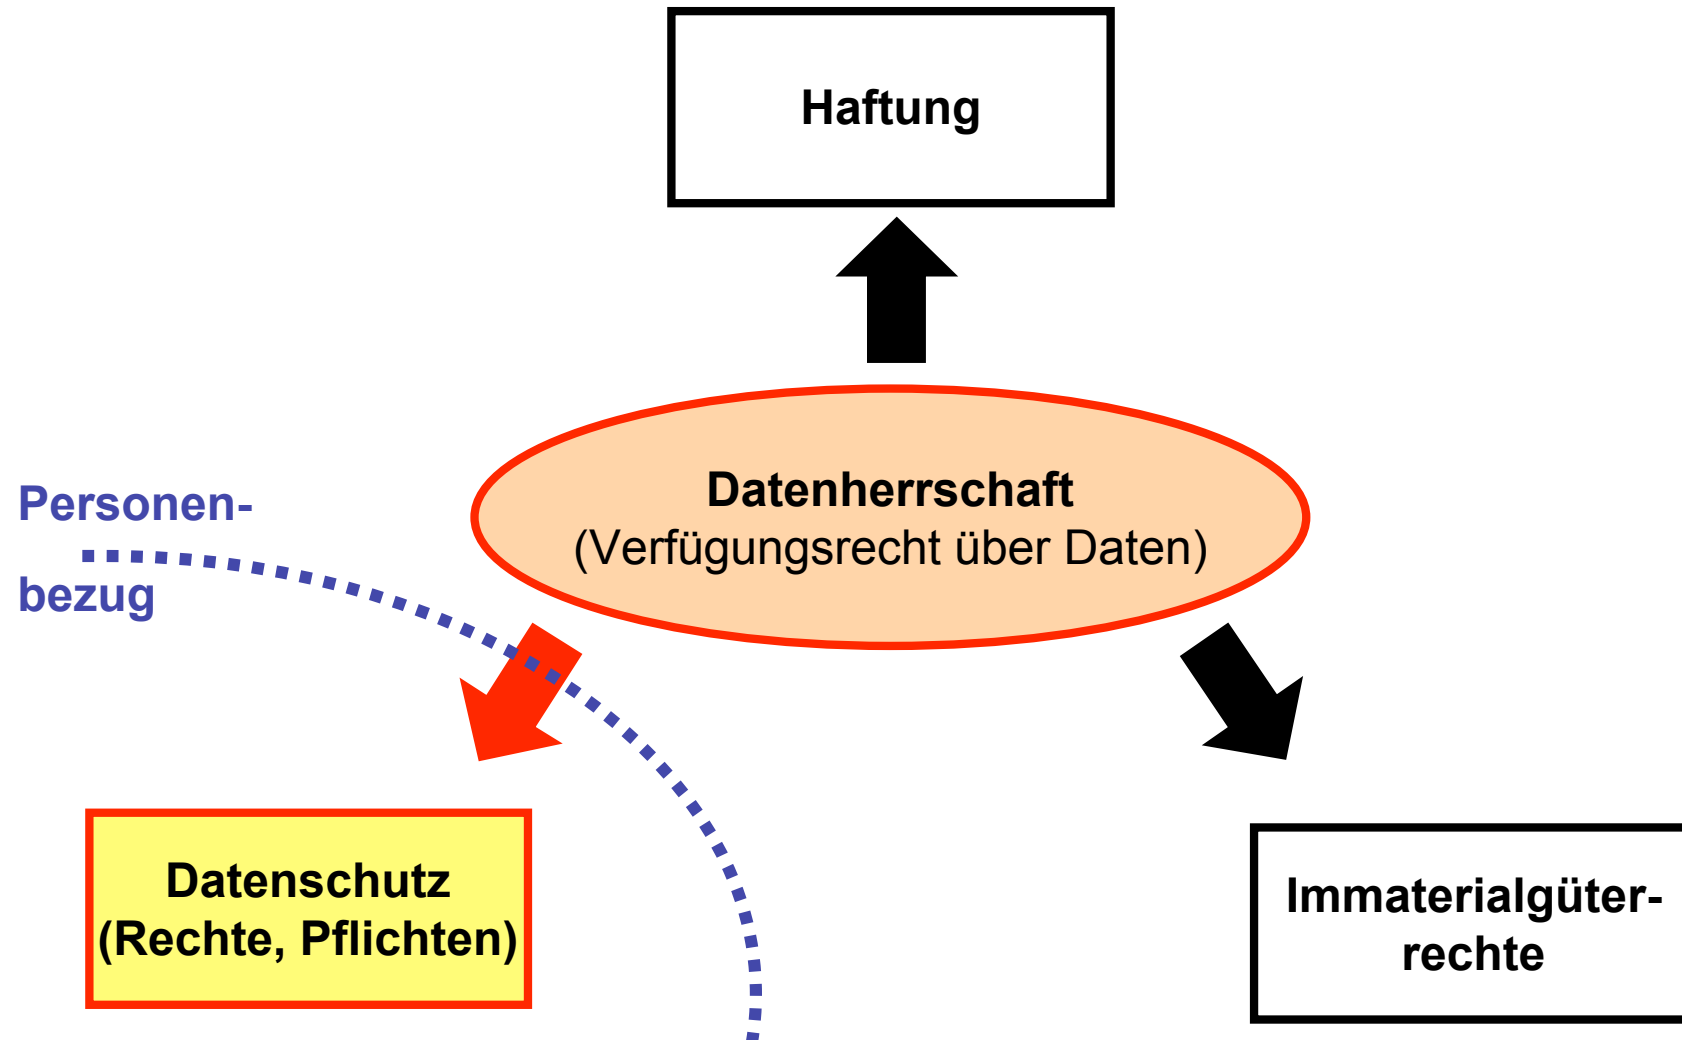 Haftung
Datenherrschaft
(Verfügungsrecht über Daten)
Personen-
bezug
Datenschutz
(Rechte, Pflichten)
Immaterialgüter-
rechte